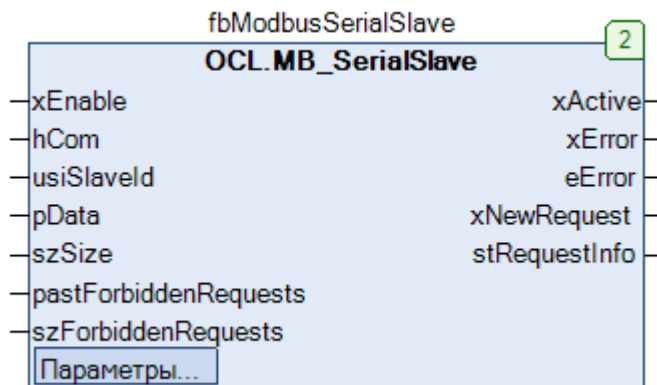 fbModbusSerialSlave
2
OCL.MB_SerialSlave
xEnable xActive
hCom xError
usiSlaveId eError
pData xNewRequest
szSize stRequestInfo
pastForbiddenRequests
szForbiddenRequests
Параметры...